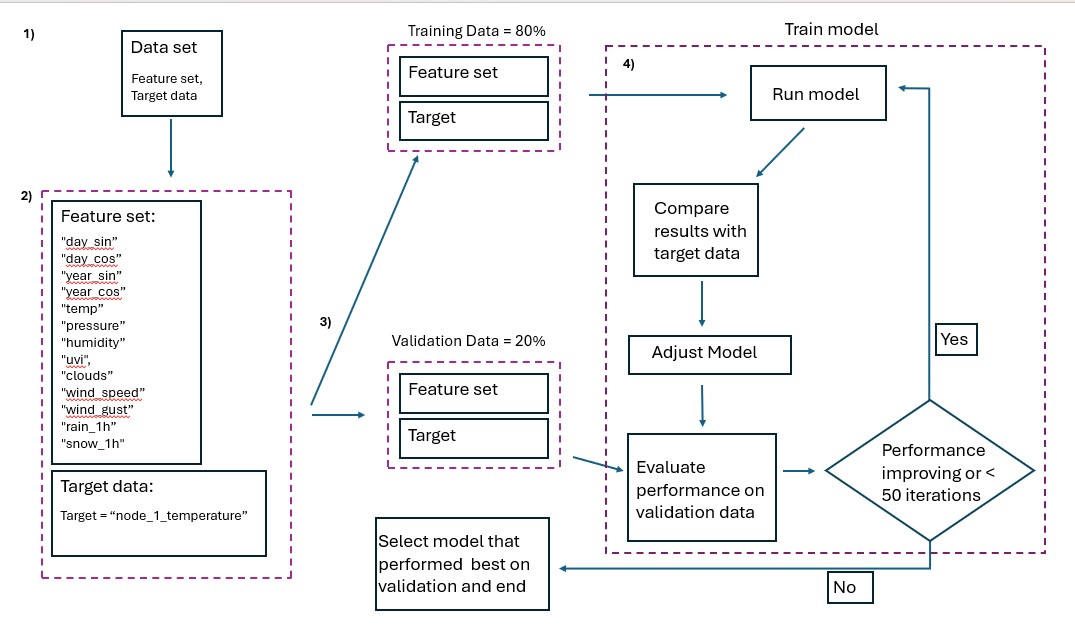 1)
Data set
Feature set,
Target data
2)
Feature set:
"day_sin”
"day_cos”
"year_sin”
"year_cos”
"temp”
"pressure”
"humidity”
"uvi",
"clouds”
"wind_speed”
"wind_gust”
"rain_1h”
"snow_1h"
Target data:
Target = “node_1_temperature”
3)
Training Data = 80%
Feature set
Target
Validation Data = 20%
Feature set
Target
Train model
4)
Run model
Compare
results with
target data
Adjust Model
Evaluate
performance on
validation data
Performance
improving or <
50 iterations
Yes
No
Select model that
performed  best on
validation and end